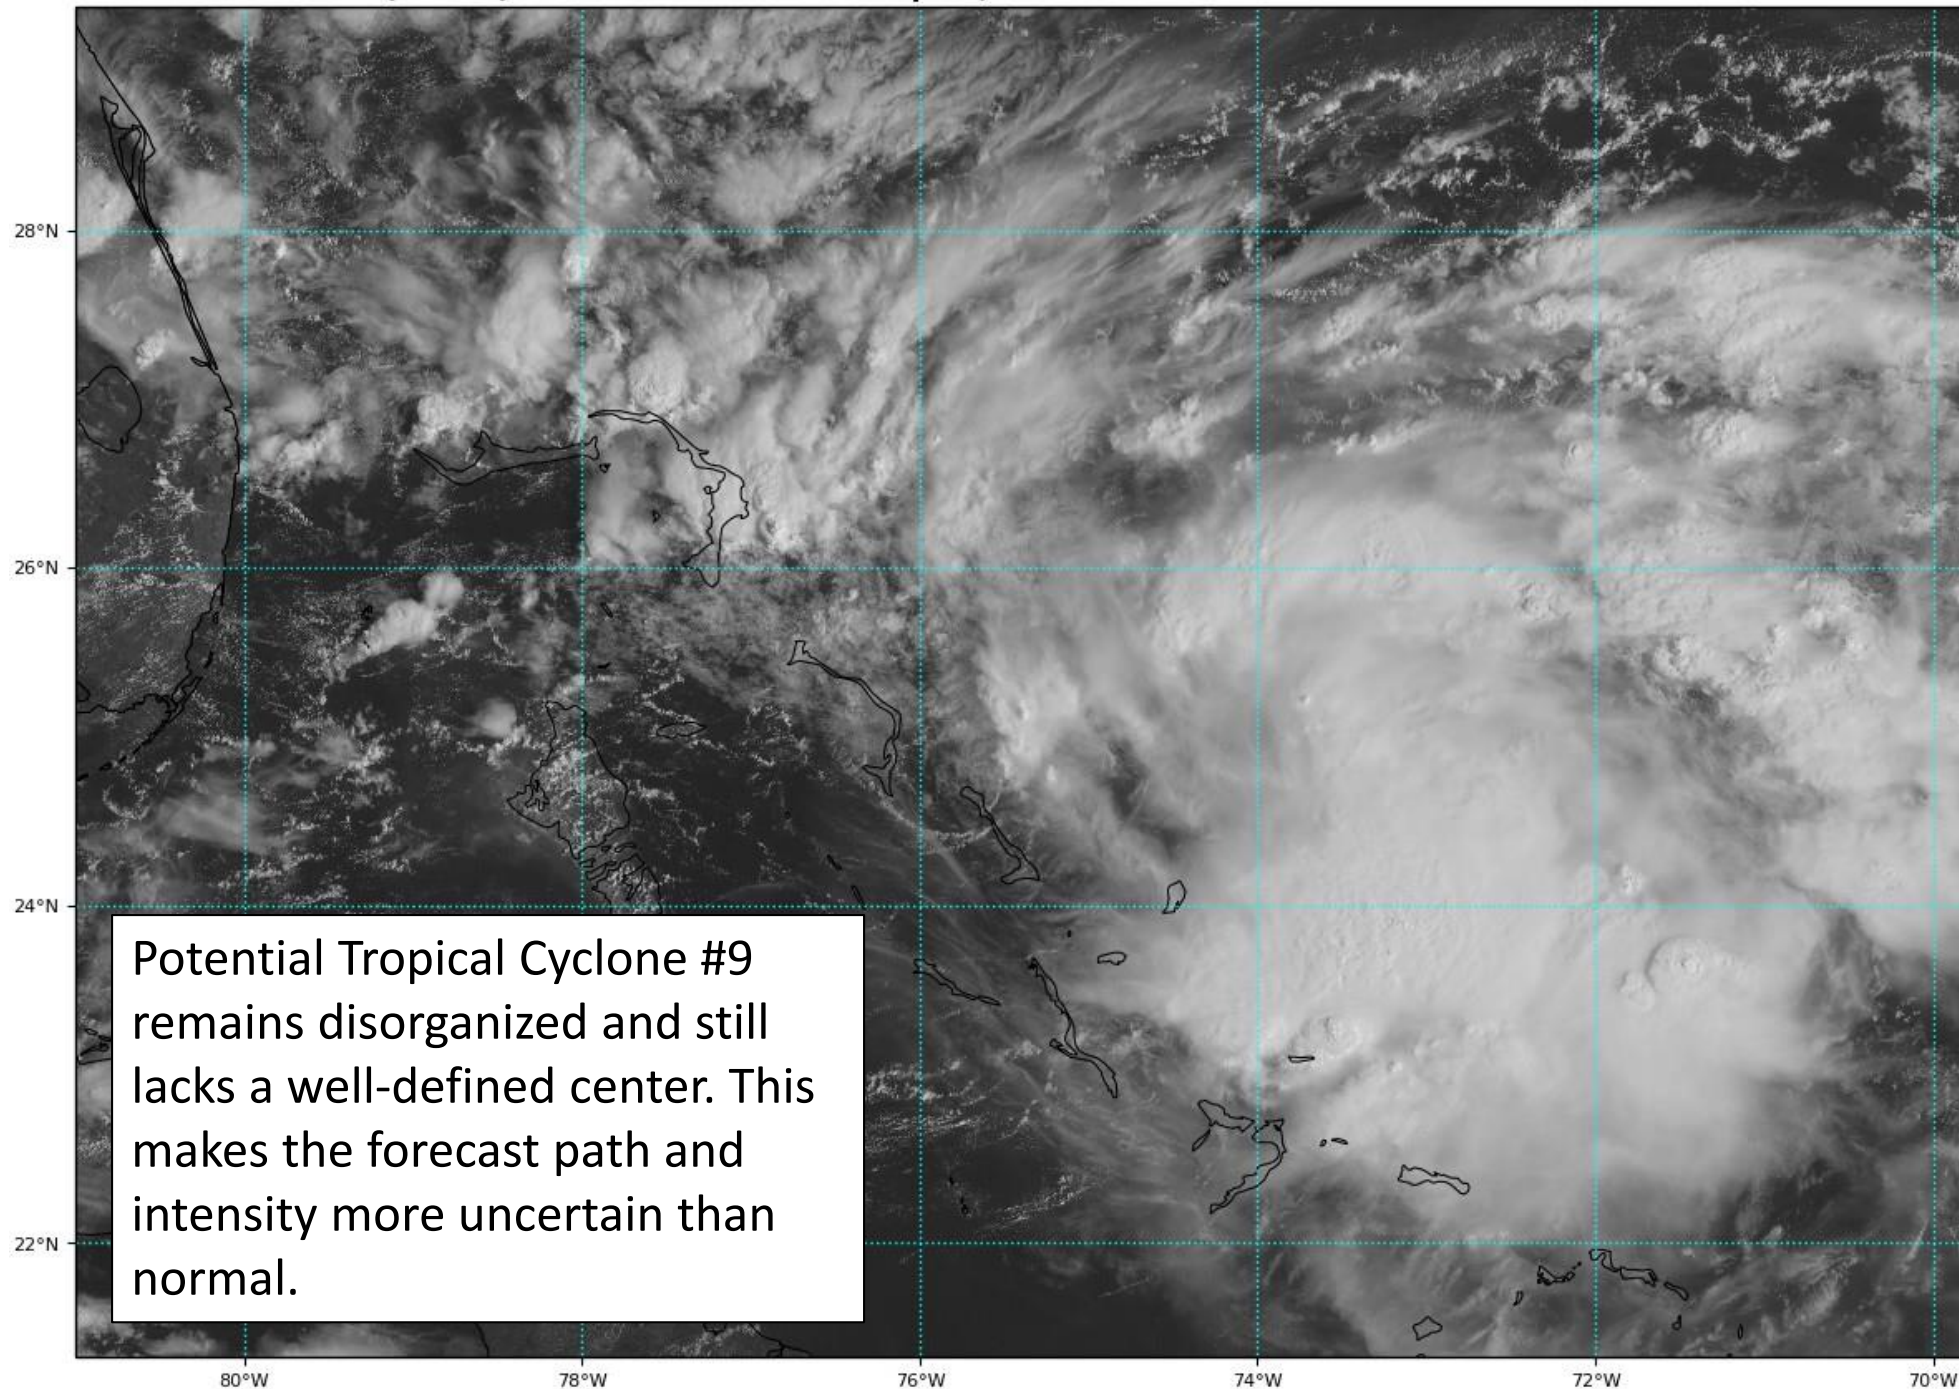 28°N
26°N
24°N
22°N
Potential Tropical Cyclone #9
remains disorganized and still
lacks a well-defined center. This
makes the forecast path and
intensity more uncertain than
normal.
80°W
78°W
76°W
74°W
72°W
70°W